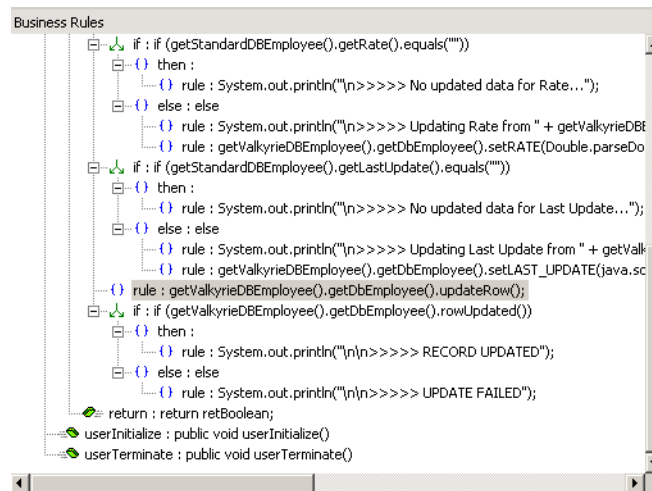 Business Rules
if : if (getStandardDBEmployee().getRate().equals(""))
{} then :
{} rule : System.out.println("\n>>>>> No updated data for Rate...");
{} else : else
{} rule : System.out.println("\n>>>>> Updating Rate from " + getValkyrieDBE
{} rule : getValkyrieDBEmployee().getDbEmployee().setRATE(Double.parseDo
if : if (getStandardDBEmployee().getLastUpdate().equals(""))
{} then :
{} rule : System.out.println("\n>>>>> No updated data for Last Update...");
{} else : else
{} rule : System.out.println("\n>>>>> Updating Last Update from " + getValk
{} rule : getValkyrieDBEmployee().getDbEmployee().setLAST_UPDATE(java.sc
{} rule : getValkyrieDBEmployee().getDbEmployee().updateRow();
if : if (getValkyrieDBEmployee().getDbEmployee().rowUpdated())
{} then :
{} rule : System.out.println("\n\n>>>>> RECORD UPDATED");
{} else : else
{} rule : System.out.println("\n\n>>>>> UPDATE FAILED");
return : return retBoolean;
userInitialize : public void userInitialize()
userTerminate : public void userTerminate()